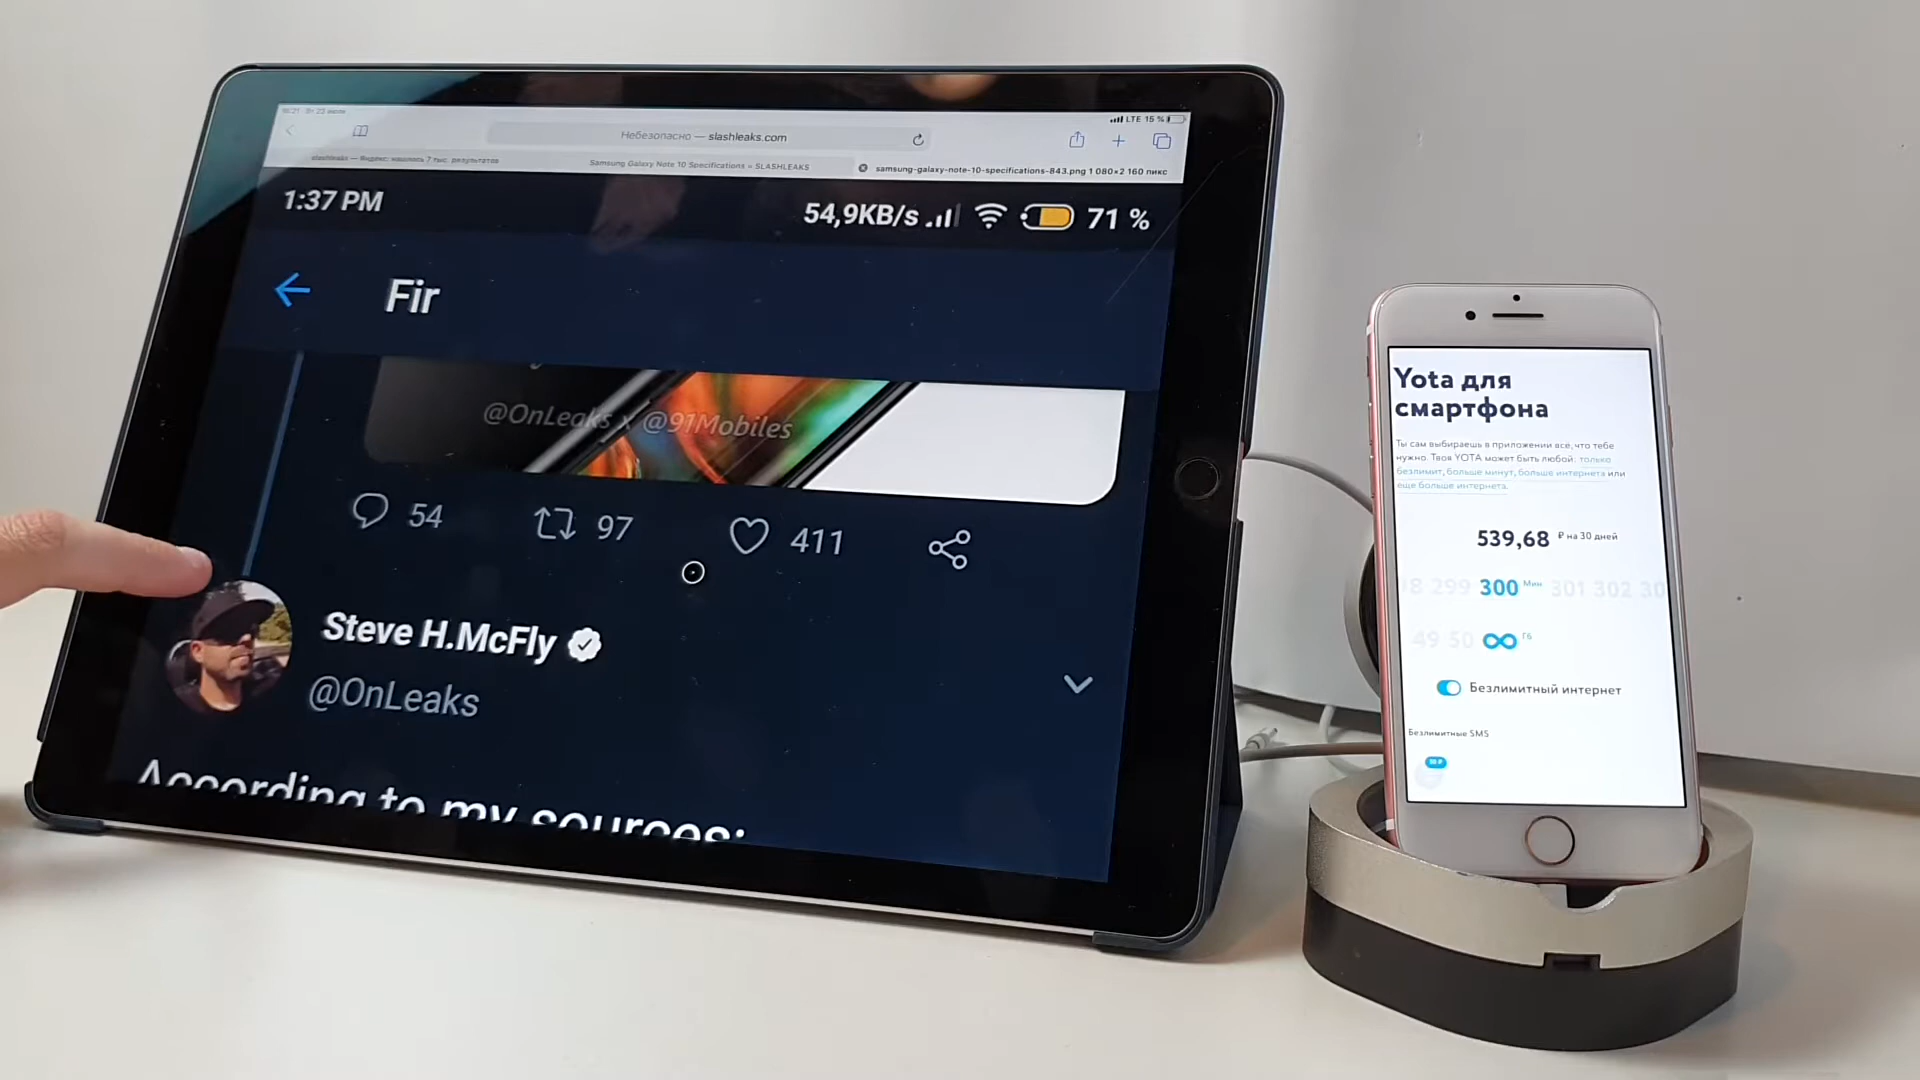 LTE 15 %
Небезопасно — slashleaks.com
slashleaks — Яндекс: нашлось 7 тыс. результатов
Samsung Galaxy Note 10 Specifications » SLASHLEAKS
samsung-galaxy-note-10-specifications-843.png 1 080×2 160 пикс
1:37 PM
54,9KB/s
71 %
Fir
@OnLeaks x @91Mobiles
54
97
411
Steve H.McFly
@OnLeaks
According to my sources:
Yota для
смартфона
Ты сам выбираешь в приложении всё, что тебе
нужно. Твоя YOTA может быть любой: только
безлимит, больше минут, больше интернета или
еще больше интернета.
539,68 ₽ на 30 дней
299 300 Мин 301 302 30
49 50 ∞ Гб
Безлимитный интернет
Безлимитные SMS